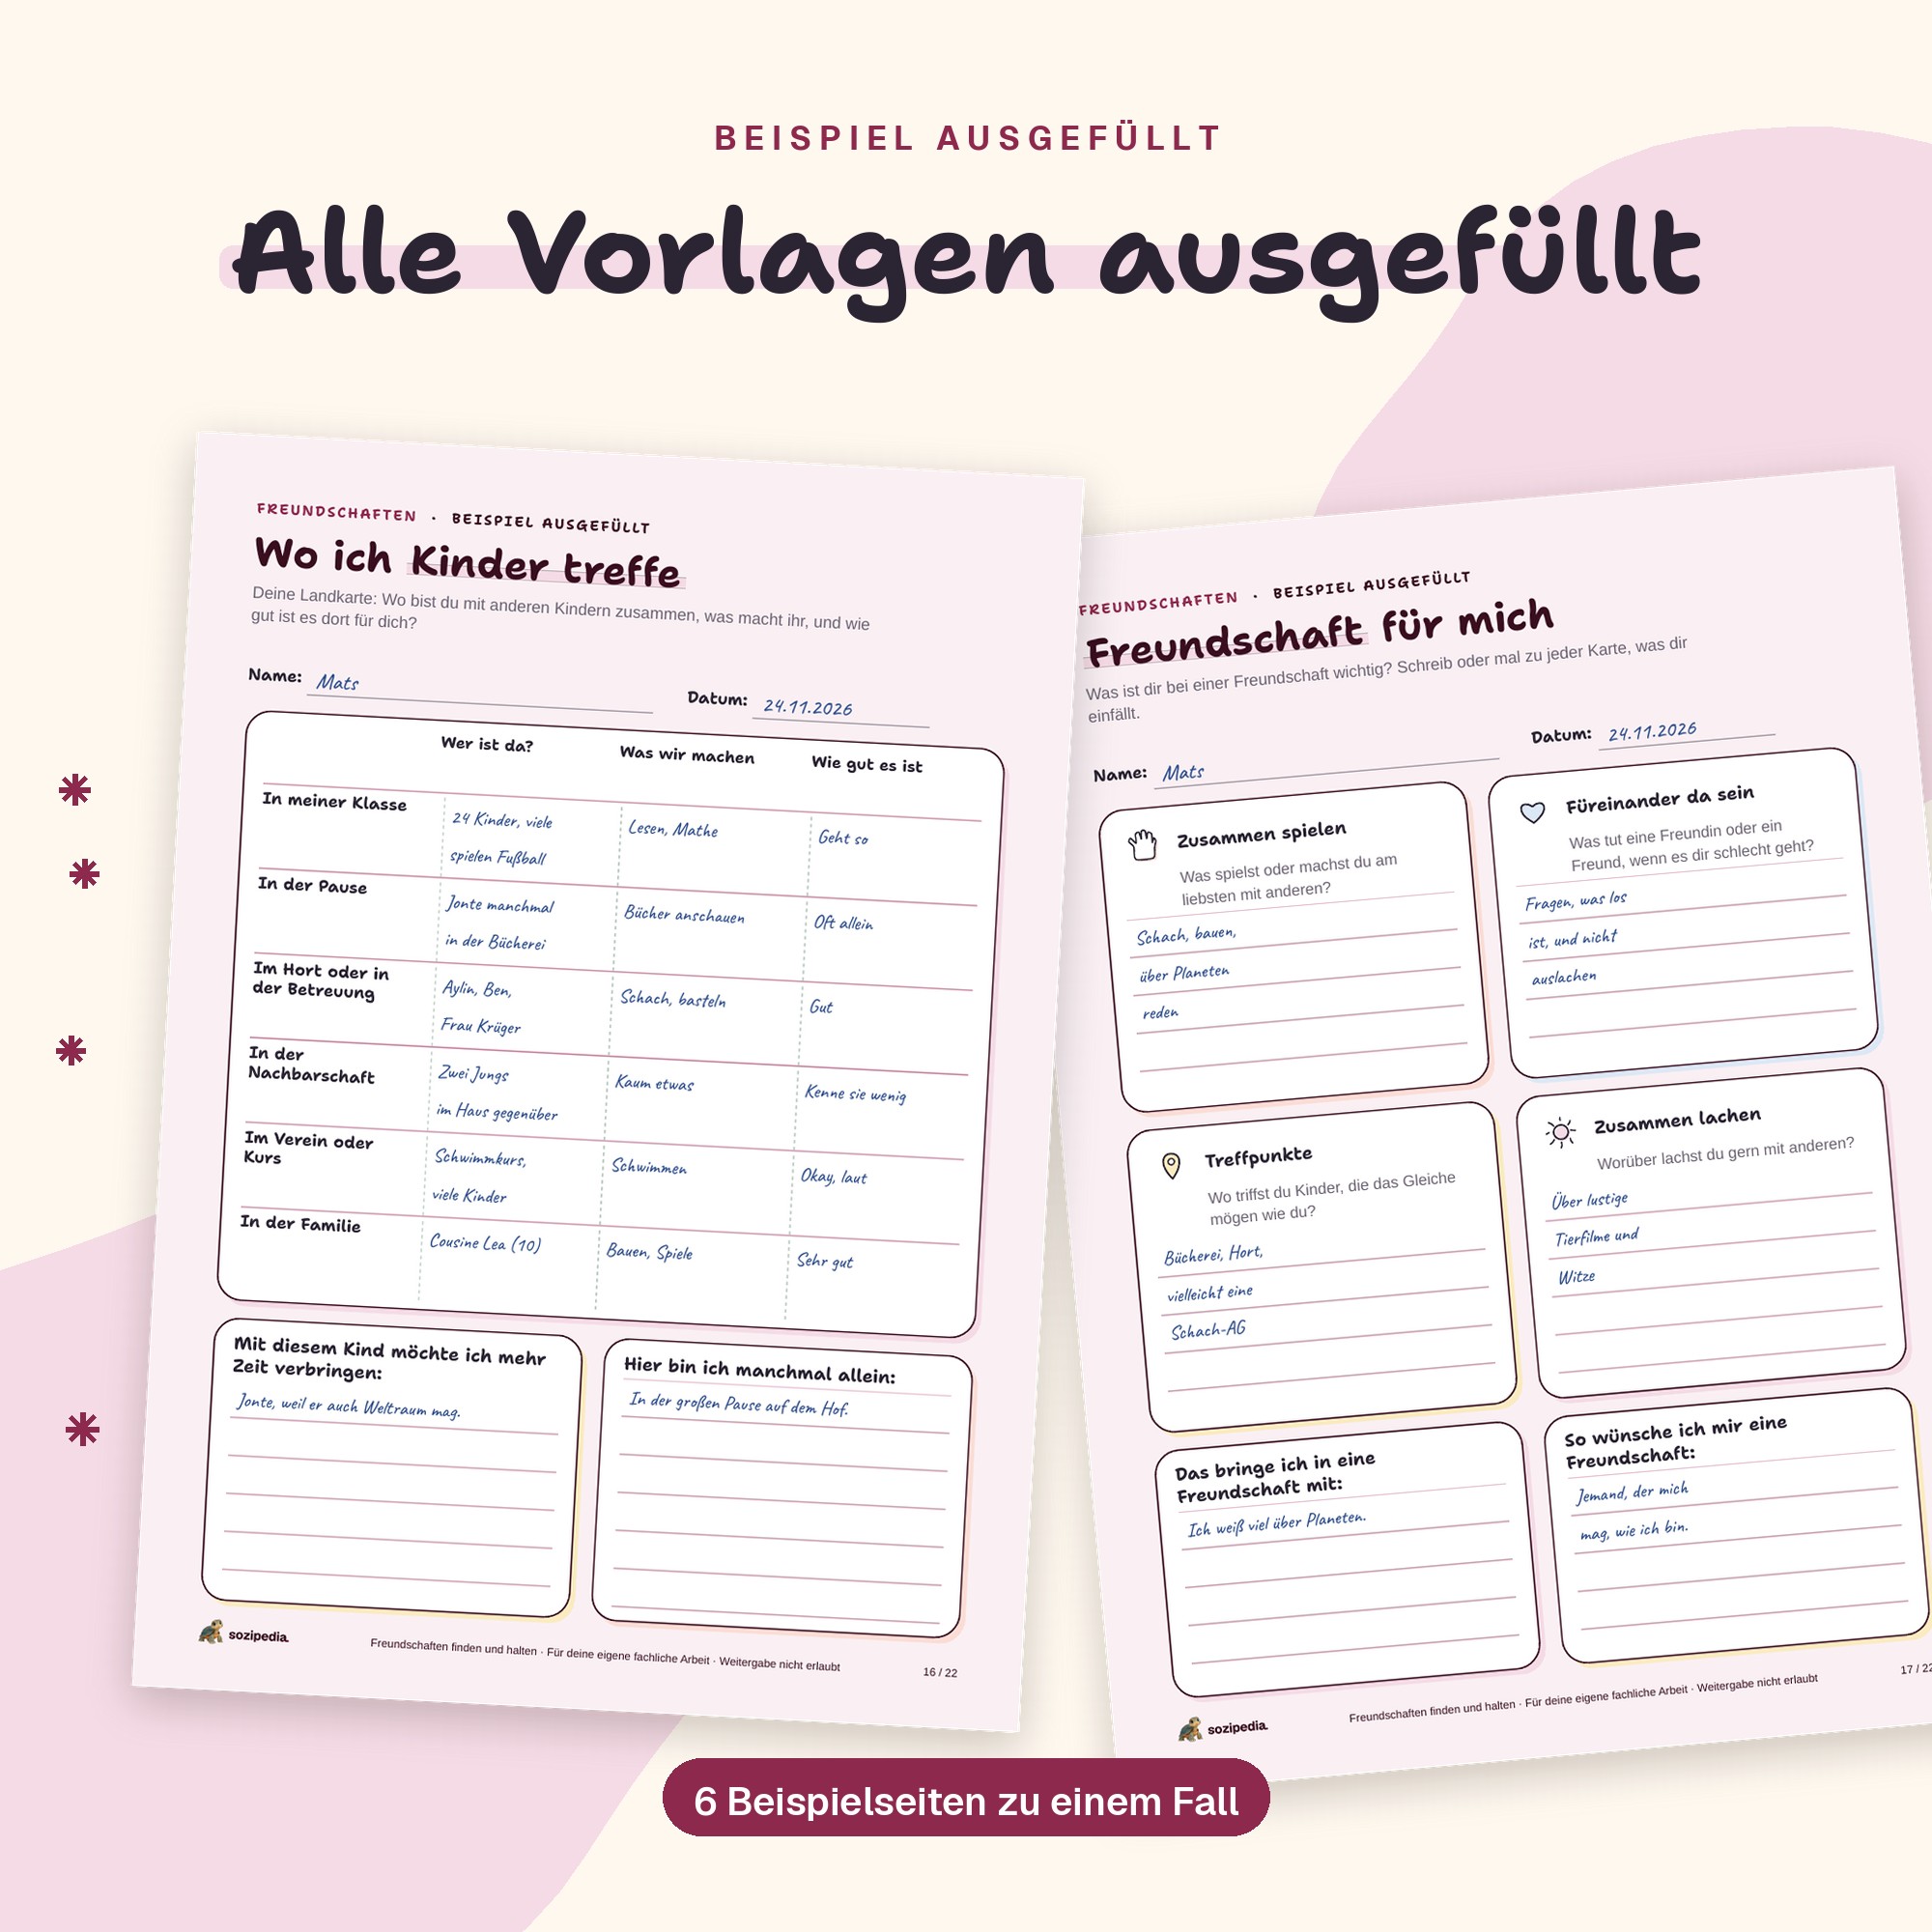 BEISPIEL AUSGEFÜLLT
Alle Vorlagen ausgefüllt
FREUNDSCHAFTEN · BEISPIEL AUSGEFÜLLT
Wo ich Kinder treffe
Deine Landkarte: Wo bist du mit anderen Kindern zusammen, was macht ihr, und wie
gut ist es dort für dich?
Name: Mats Datum: 24.11.2026
Wer ist da? Was wir machen Wie gut es ist
In meiner Klasse 24 Kinder, viele Lesen, Mathe Geht so
spielen Fußball
In der Pause Jonte manchmal Bücher anschauen Oft allein
in der Bücherei
Im Hort oder in Aylin, Ben, Schach, basteln Gut
der Betreuung Frau Krüger
In der Zwei Jungs Kaum etwas Kenne sie wenig
Nachbarschaft im Haus gegenüber
Im Verein oder Schwimmkurs, Schwimmen Okay, laut
Kurs viele Kinder
In der Familie Cousine Lea (10) Bauen, Spiele Sehr gut
Mit diesem Kind möchte ich mehr
Zeit verbringen:
Jonte, weil er auch Weltraum mag.
Hier bin ich manchmal allein:
In der großen Pause auf dem Hof.
sozipedia. Freundschaften finden und halten · Für deine eigene fachliche Arbeit · Weitergabe nicht erlaubt 16 / 22
FREUNDSCHAFTEN · BEISPIEL AUSGEFÜLLT
Freundschaft für mich
Was ist dir bei einer Freundschaft wichtig? Schreib oder mal zu jeder Karte, was dir
einfällt.
Name: Mats Datum: 24.11.2026
Zusammen spielen
Was spielst oder machst du am
liebsten mit anderen?
Schach, bauen,
über Planeten
reden
Füreinander da sein
Was tut eine Freundin oder ein
Freund, wenn es dir schlecht geht?
Fragen, was los
ist, und nicht
auslachen
Treffpunkte
Wo triffst du Kinder, die das Gleiche
mögen wie du?
Bücherei, Hort,
vielleicht eine
Schach-AG
Zusammen lachen
Worüber lachst du gern mit anderen?
Über lustige
Tierfilme und
Witze
Das bringe ich in eine
Freundschaft mit:
Ich weiß viel über Planeten.
So wünsche ich mir eine
Freundschaft:
Jemand, der mich
mag, wie ich bin.
sozipedia. Freundschaften finden und halten · Für deine eigene fachliche Arbeit · Weitergabe nicht erlaubt 17 / 22
6 Beispielseiten zu einem Fall